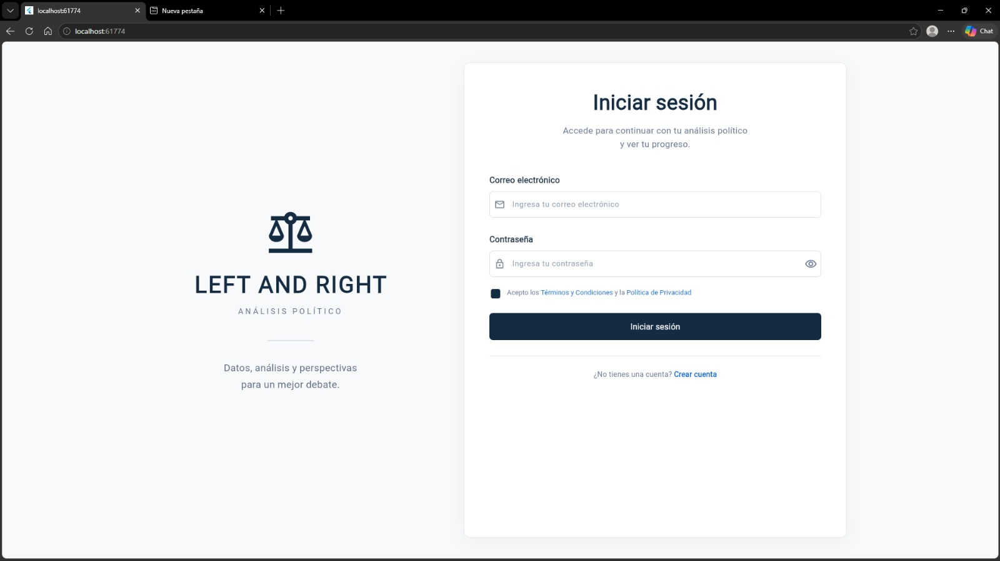 localhost:61774
Nueva pestaña
localhost:61774
Chat
LEFT AND RIGHT
ANÁLISIS POLÍTICO
Datos, análisis y perspectivas
para un mejor debate.
Iniciar sesión
Accede para continuar con tu análisis político
y ver tu progreso.
Correo electrónico
Ingresa tu correo electrónico
Contraseña
Ingresa tu contraseña
Acepto los Términos y Condiciones y la Política de Privacidad
Iniciar sesión
¿No tienes una cuenta? Crear cuenta